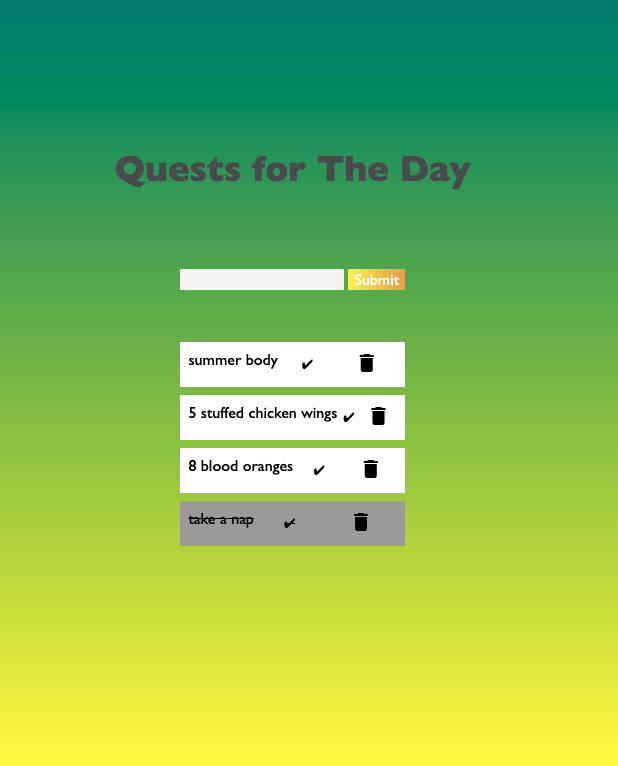 Quests for The Day
Submit
summer body ✔
5 stuffed chicken wings ✔
8 blood oranges ✔
take a nap ✔